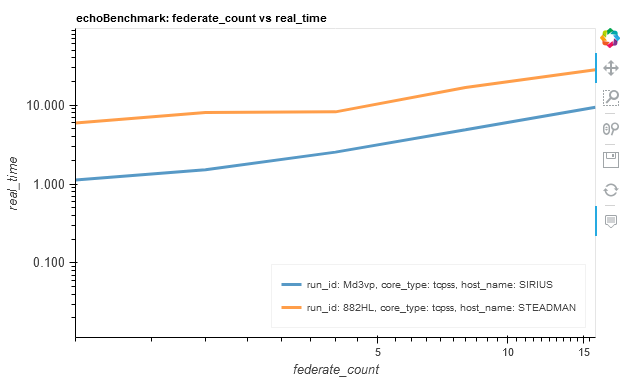 echoBenchmark: federate_count vs real_time
10.000
1.000
0.100
real_time
run_id: Md3vp, core_type: tcpss, host_name: SIRIUS
run_id: 882HL, core_type: tcpss, host_name: STEADMAN
5
10
15
federate_count